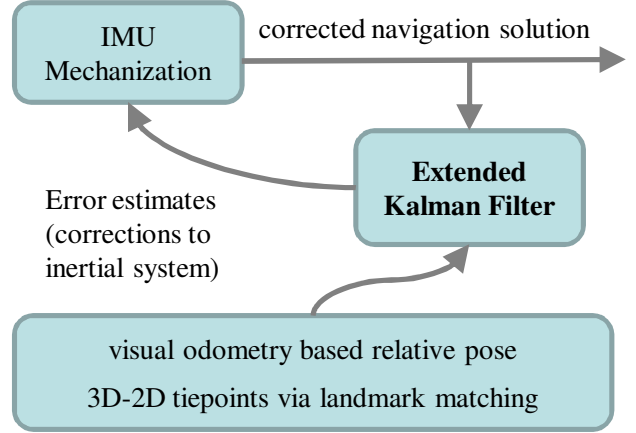 IMU
Mechanization
corrected navigation solution
Extended
Kalman Filter
Error estimates
(corrections to
inertial system)
visual odometry based relative pose
3D-2D tiepoints via landmark matching